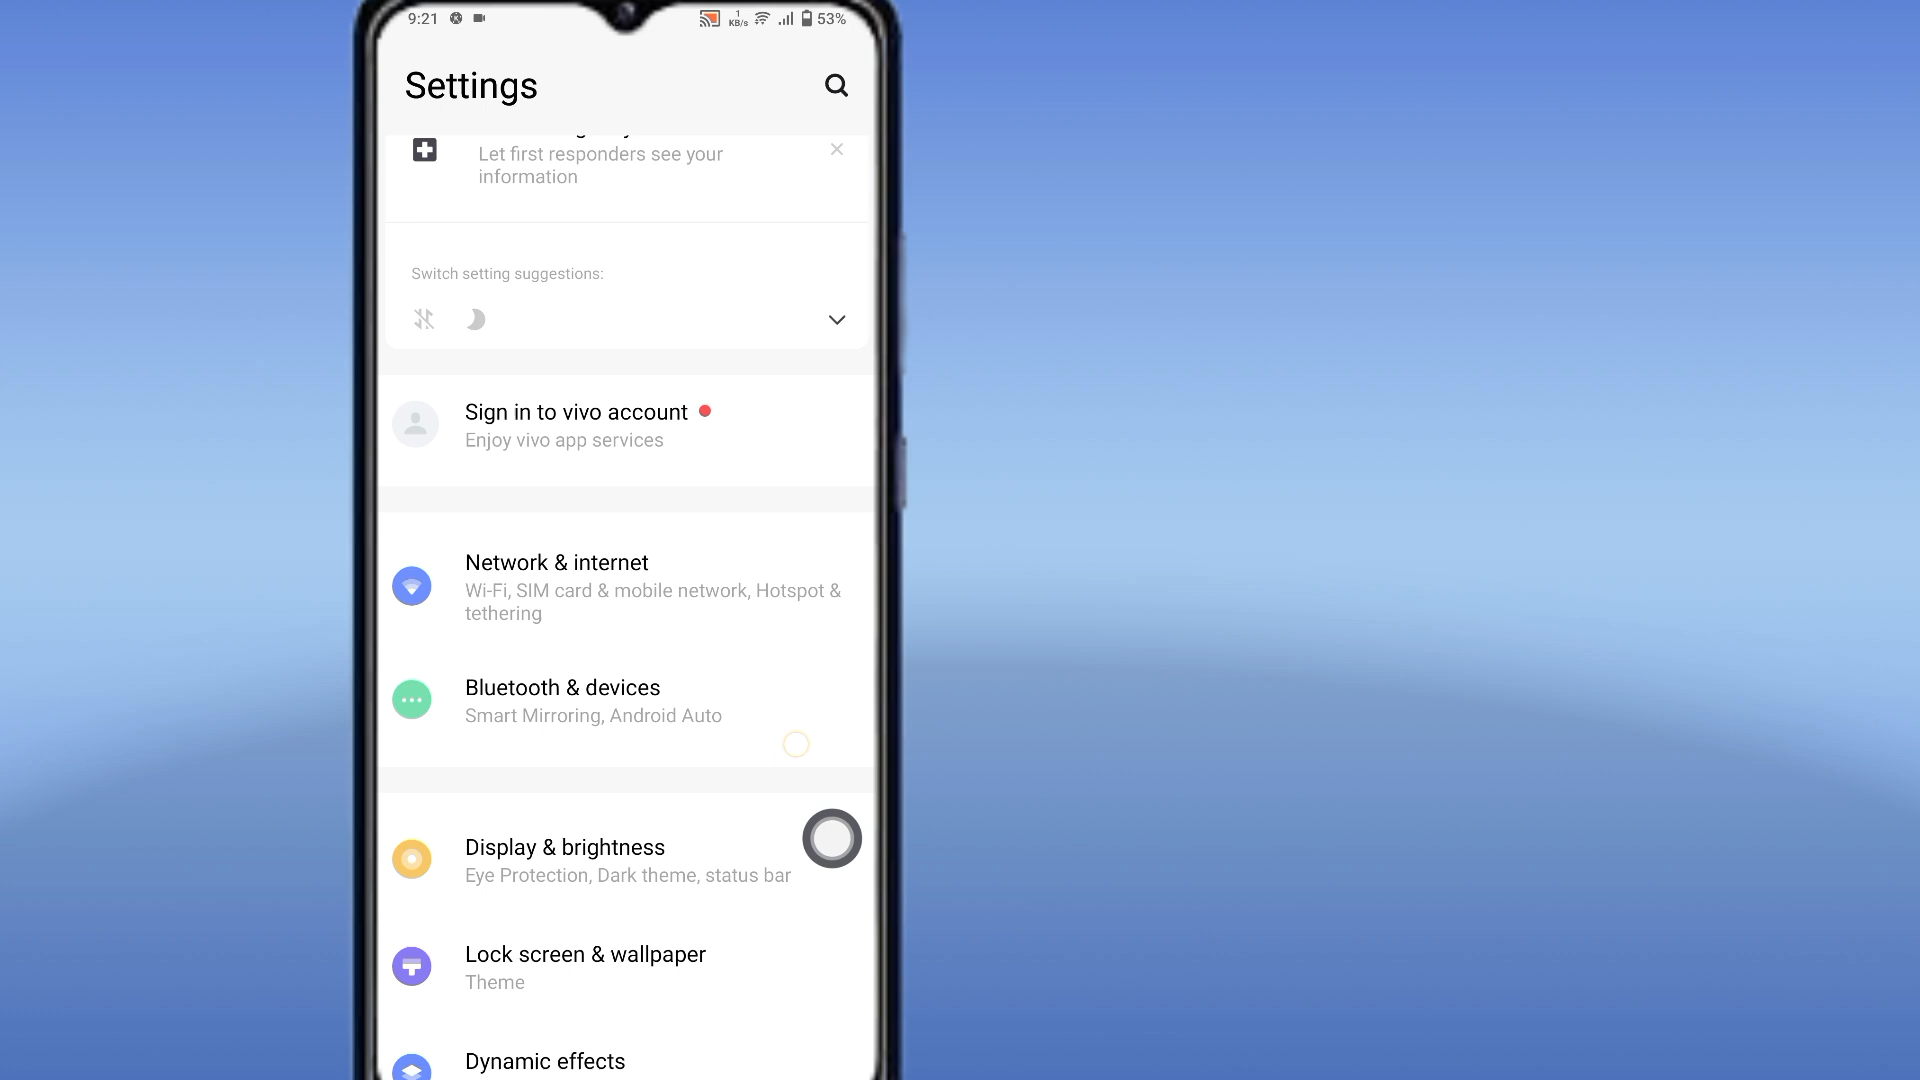 9:21
1
KB/s
53%
Settings
Let first responders see your
information
Switch setting suggestions:
Sign in to vivo account
Enjoy vivo app services
Network & internet
Wi-Fi, SIM card & mobile network, Hotspot &
tethering
Bluetooth & devices
Smart Mirroring, Android Auto
Display & brightness
Eye Protection, Dark theme, status bar
Lock screen & wallpaper
Theme
Dynamic effects